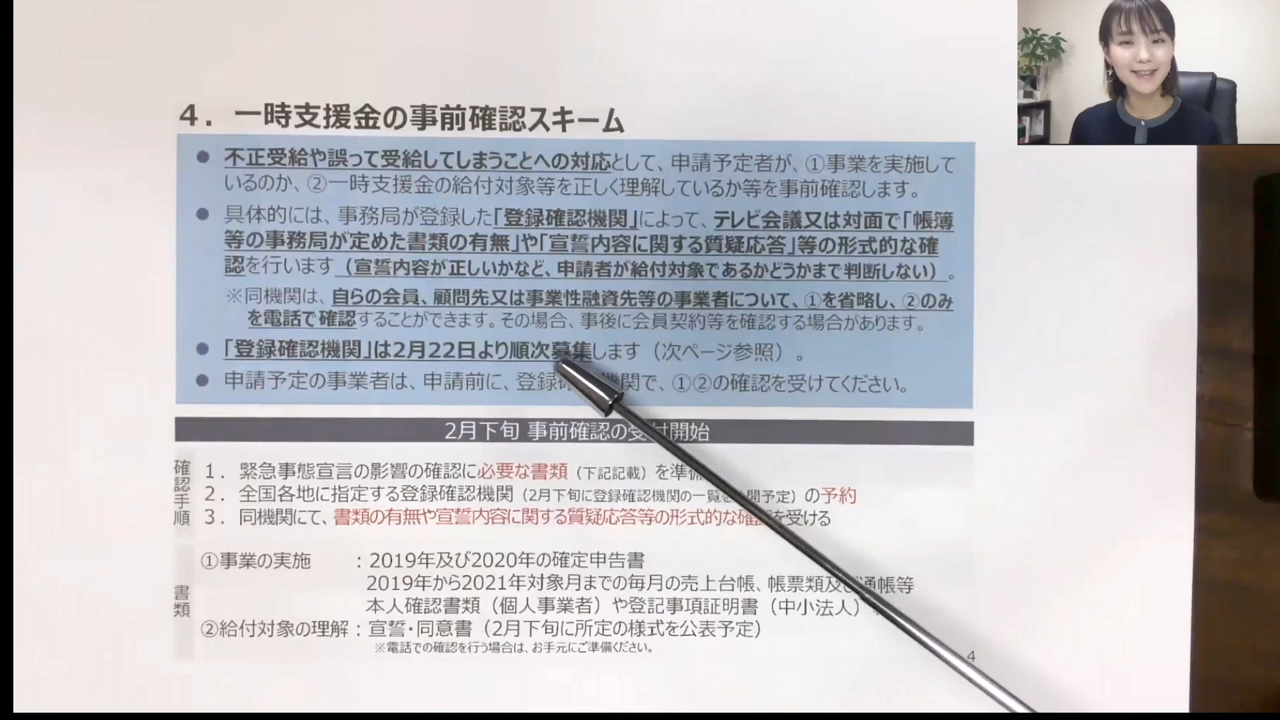 4．一時支援金の事前確認スキーム
● 不正受給や誤って受給してしまうことへの対応として、申請予定者が、①事業を実施して
いるのか、②一時支援金の給付対象等を正しく理解しているか等を事前確認します。
● 具体的には、事務局が登録した「登録確認機関」によって、テレビ会議又は対面で「帳簿
等の事務局が定めた書類の有無」や「宣誓内容に関する質疑応答」等の形式的な確
認を行います（宣誓内容が正しいかなど、申請者が給付対象であるかどうかまで判断しない）。
※同機関は、自らの会員、顧問先又は事業性融資先等の事業者について、①を省略し、②のみ
を電話で確認することができます。その場合、事後に会員契約等を確認する場合があります。
● 「登録確認機関」は2月22日より順次募集します（次ページ参照）。
● 申請予定の事業者は、申請前に、登録確 機関で、①②の確認を受けてください。
2月下旬 事前確認の受付開始
確認手順
1．緊急事態宣言の影響の確認に必要な書類（下記記載）を準
2．全国各地に指定する登録確認機関（2月下旬に登録確認機関の一覧を 開予定）の予約
3．同機関にて、書類の有無や宣誓内容に関する質疑応答等の形式的な確 を受ける
書類
①事業の実施　：2019年及び2020年の確定申告書
2019年から2021年対象月までの毎月の売上台帳、帳票類及び通帳等
本人確認書類（個人事業者）や登記事項証明書（中小法人）
②給付対象の理解：宣誓・同意書（2月下旬に所定の様式を公表予定）
※電話での確認を行う場合は、お手元にご準備ください。
4